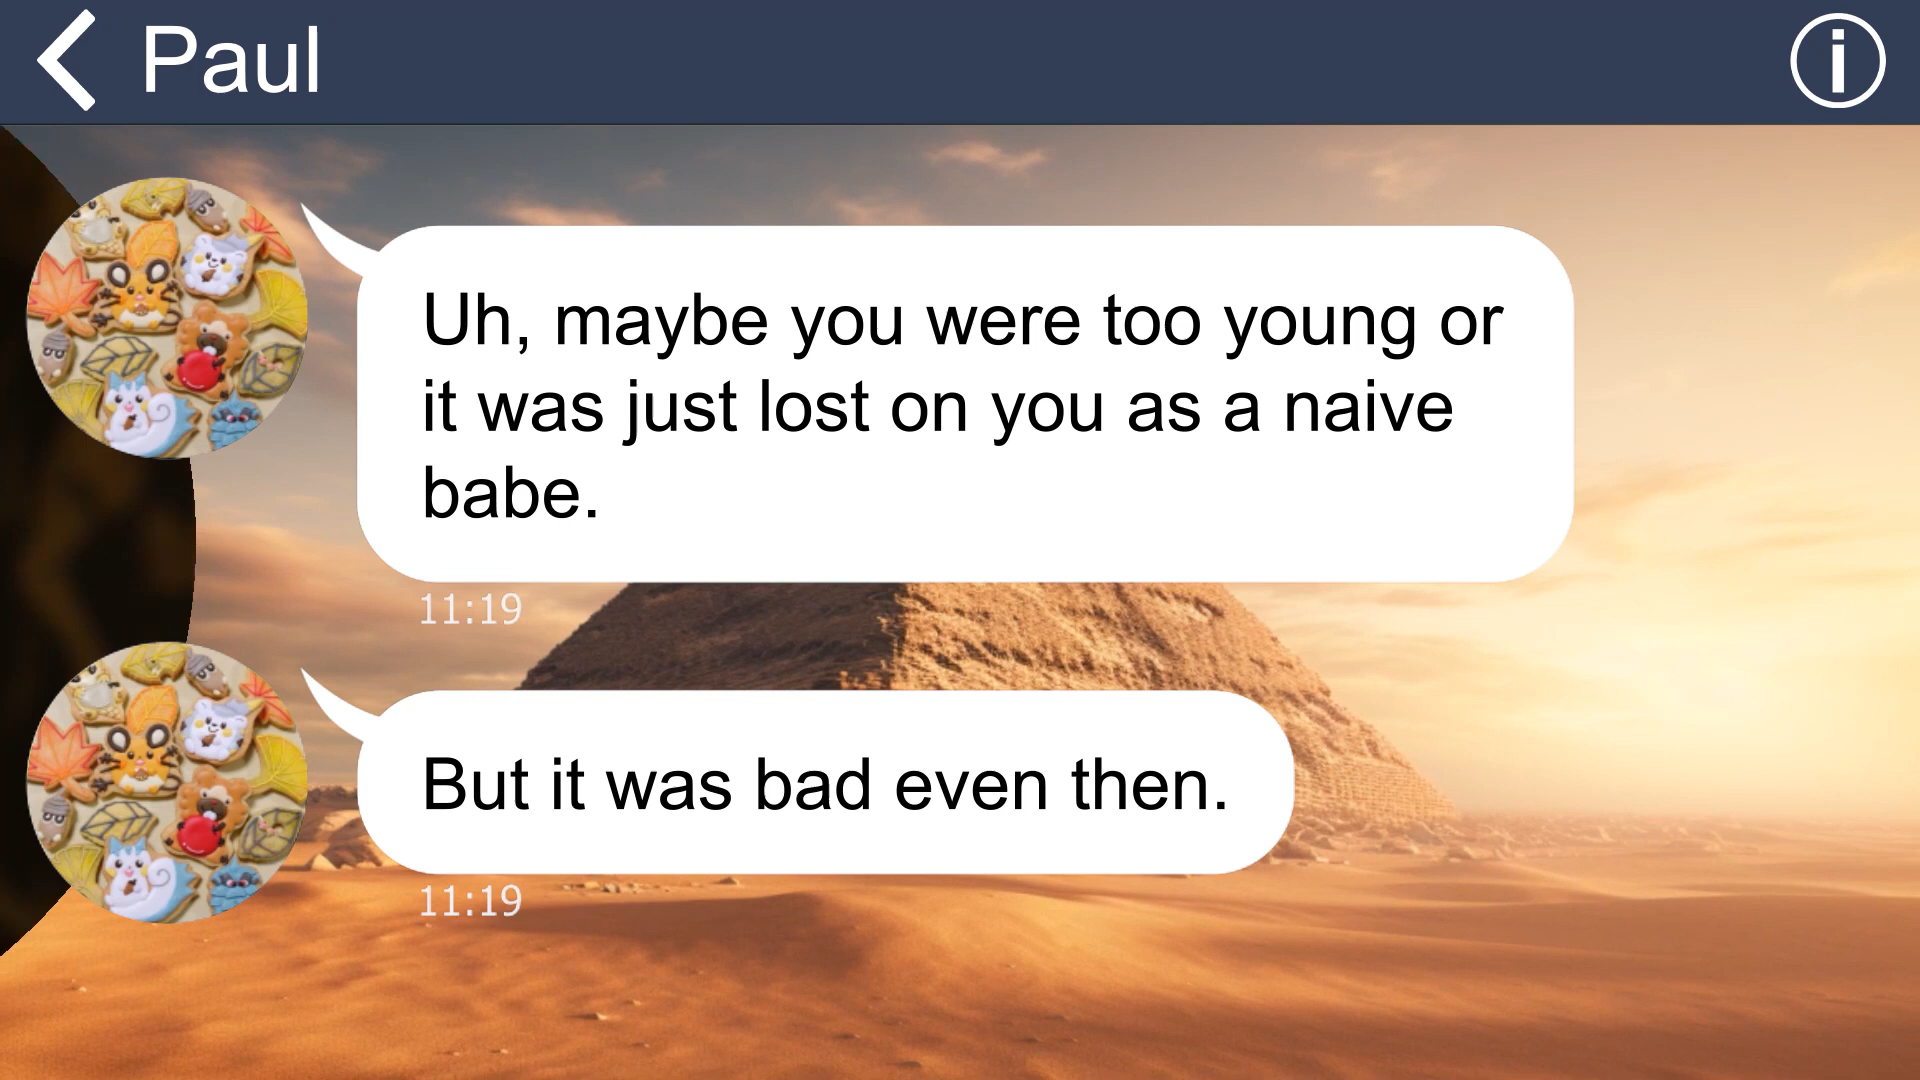 Paul
Uh, maybe you were too young or
it was just lost on you as a naive
babe.
11:19
But it was bad even then.
11:19